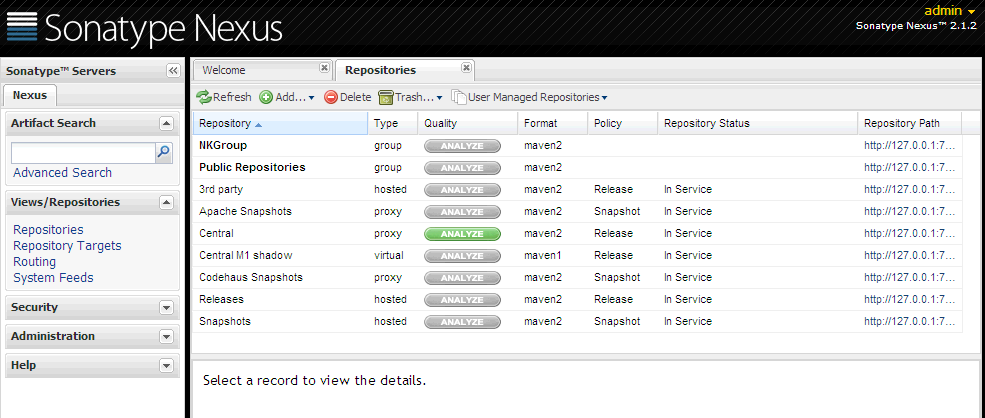 admin
Sonatype Nexus
Sonatype Nexus™ 2.1.2
Sonatype™ Servers
Nexus
Artifact Search
Advanced Search
Views/Repositories
Repositories
Repository Targets
Routing
System Feeds
Security
Administration
Help
Welcome Repositories
Refresh Add... Delete Trash... User Managed Repositories
Repository Type Quality Format Policy Repository Status Repository Path
NKGroup group ANALYZE maven2 http://127.0.0.1:7...
Public Repositories group ANALYZE maven2 http://127.0.0.1:7...
3rd party hosted ANALYZE maven2 Release In Service http://127.0.0.1:7...
Apache Snapshots proxy ANALYZE maven2 Snapshot In Service http://127.0.0.1:7...
Central proxy ANALYZE maven2 Release In Service http://127.0.0.1:7...
Central M1 shadow virtual ANALYZE maven1 Release In Service http://127.0.0.1:7...
Codehaus Snapshots proxy ANALYZE maven2 Snapshot In Service http://127.0.0.1:7...
Releases hosted ANALYZE maven2 Release In Service http://127.0.0.1:7...
Snapshots hosted ANALYZE maven2 Snapshot In Service http://127.0.0.1:7...
Select a record to view the details.